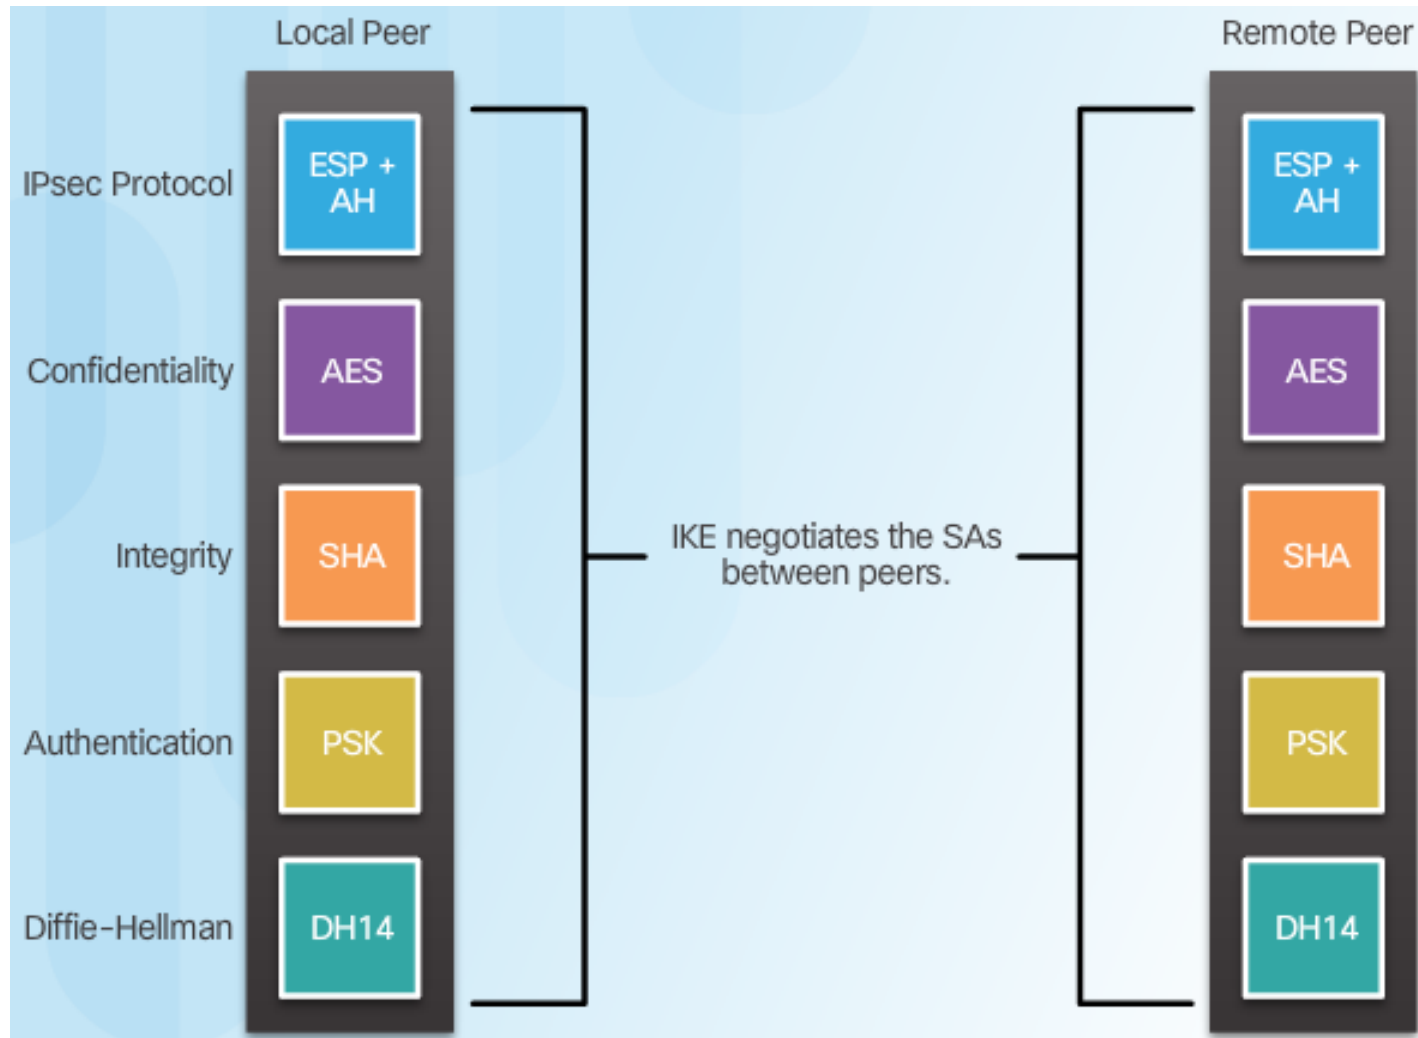 Local Peer
Remote Peer
IPsec Protocol
ESP +
AH
ESP +
AH
Confidentiality
AES
AES
Integrity
SHA
IKE negotiates the SAs
between peers.
SHA
Authentication
PSK
PSK
Diffie-Hellman
DH14
DH14